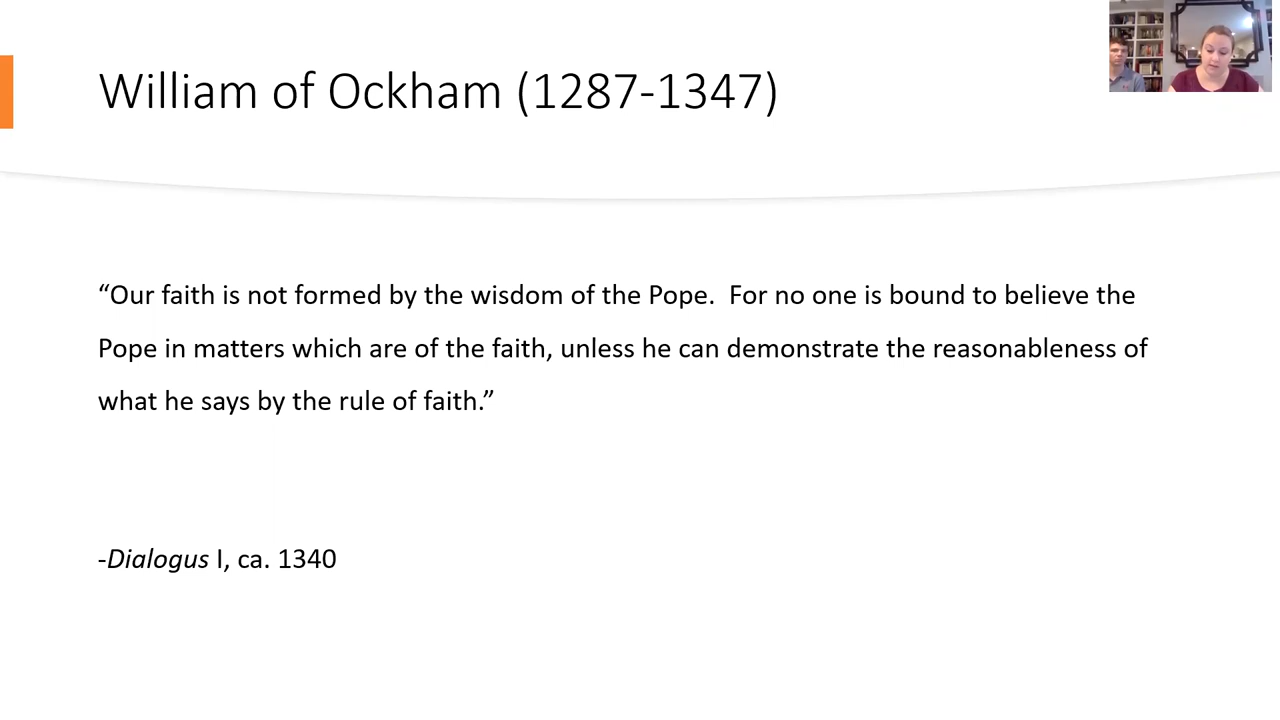 William of Ockham (1287-1347)
“Our faith is not formed by the wisdom of the Pope.  For no one is bound to believe the
Pope in matters which are of the faith, unless he can demonstrate the reasonableness of
what he says by the rule of faith.”
-Dialogus I, ca. 1340